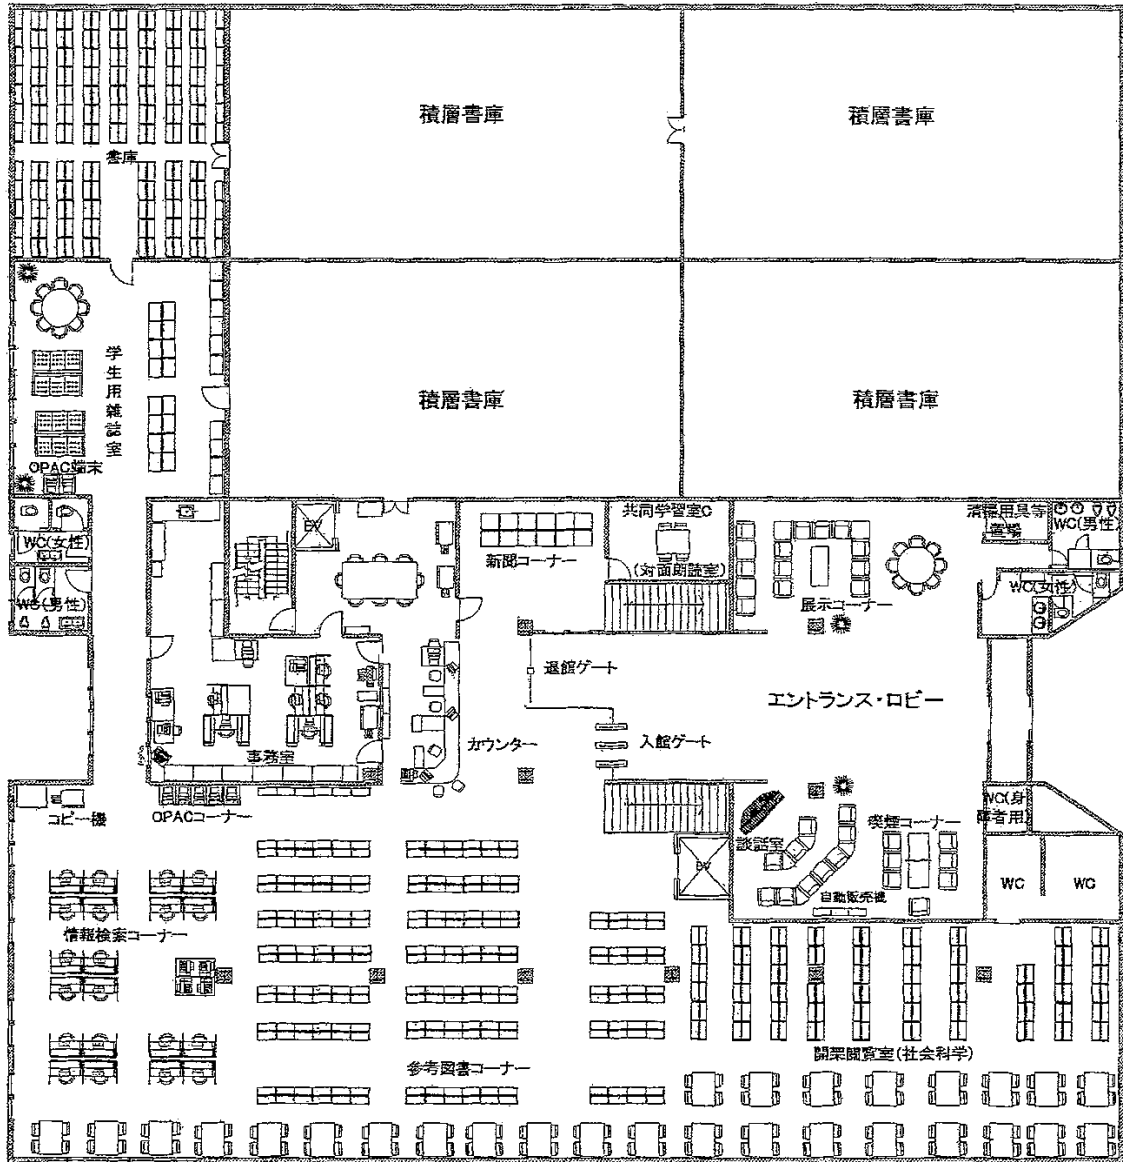 積層書庫
積層書庫
書庫
学生用雑誌室
積層書庫
積層書庫
OPAC端末
共同学習室C
清掃用具等
置場
WC(男性)
WC(女性)
新聞コーナー
(対面朗読室)
WC(女性)
展示コーナー
WC(男性)
退館ゲート
エントランス・ロビー
カウンター
入館ゲート
事務室
コピー機
OPACコーナー
WC(身
障者用)
喫煙コーナー
談話室
EV
EV
WC
WC
自動販売機
情報検索コーナー
開架閲覧室(社会科学)
参考図書コーナー